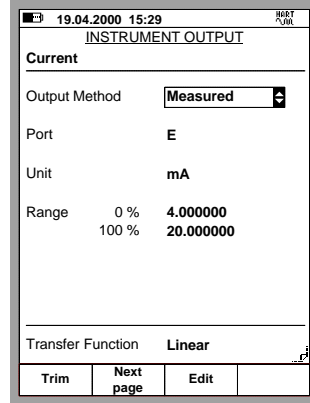 19.04.2000 15:29 HART
INSTRUMENT OUTPUT
Current
Output Method Measured
Port E
Unit mA
Range 0 % 4.000000
100 % 20.000000
Transfer Function Linear
Trim Next page Edit